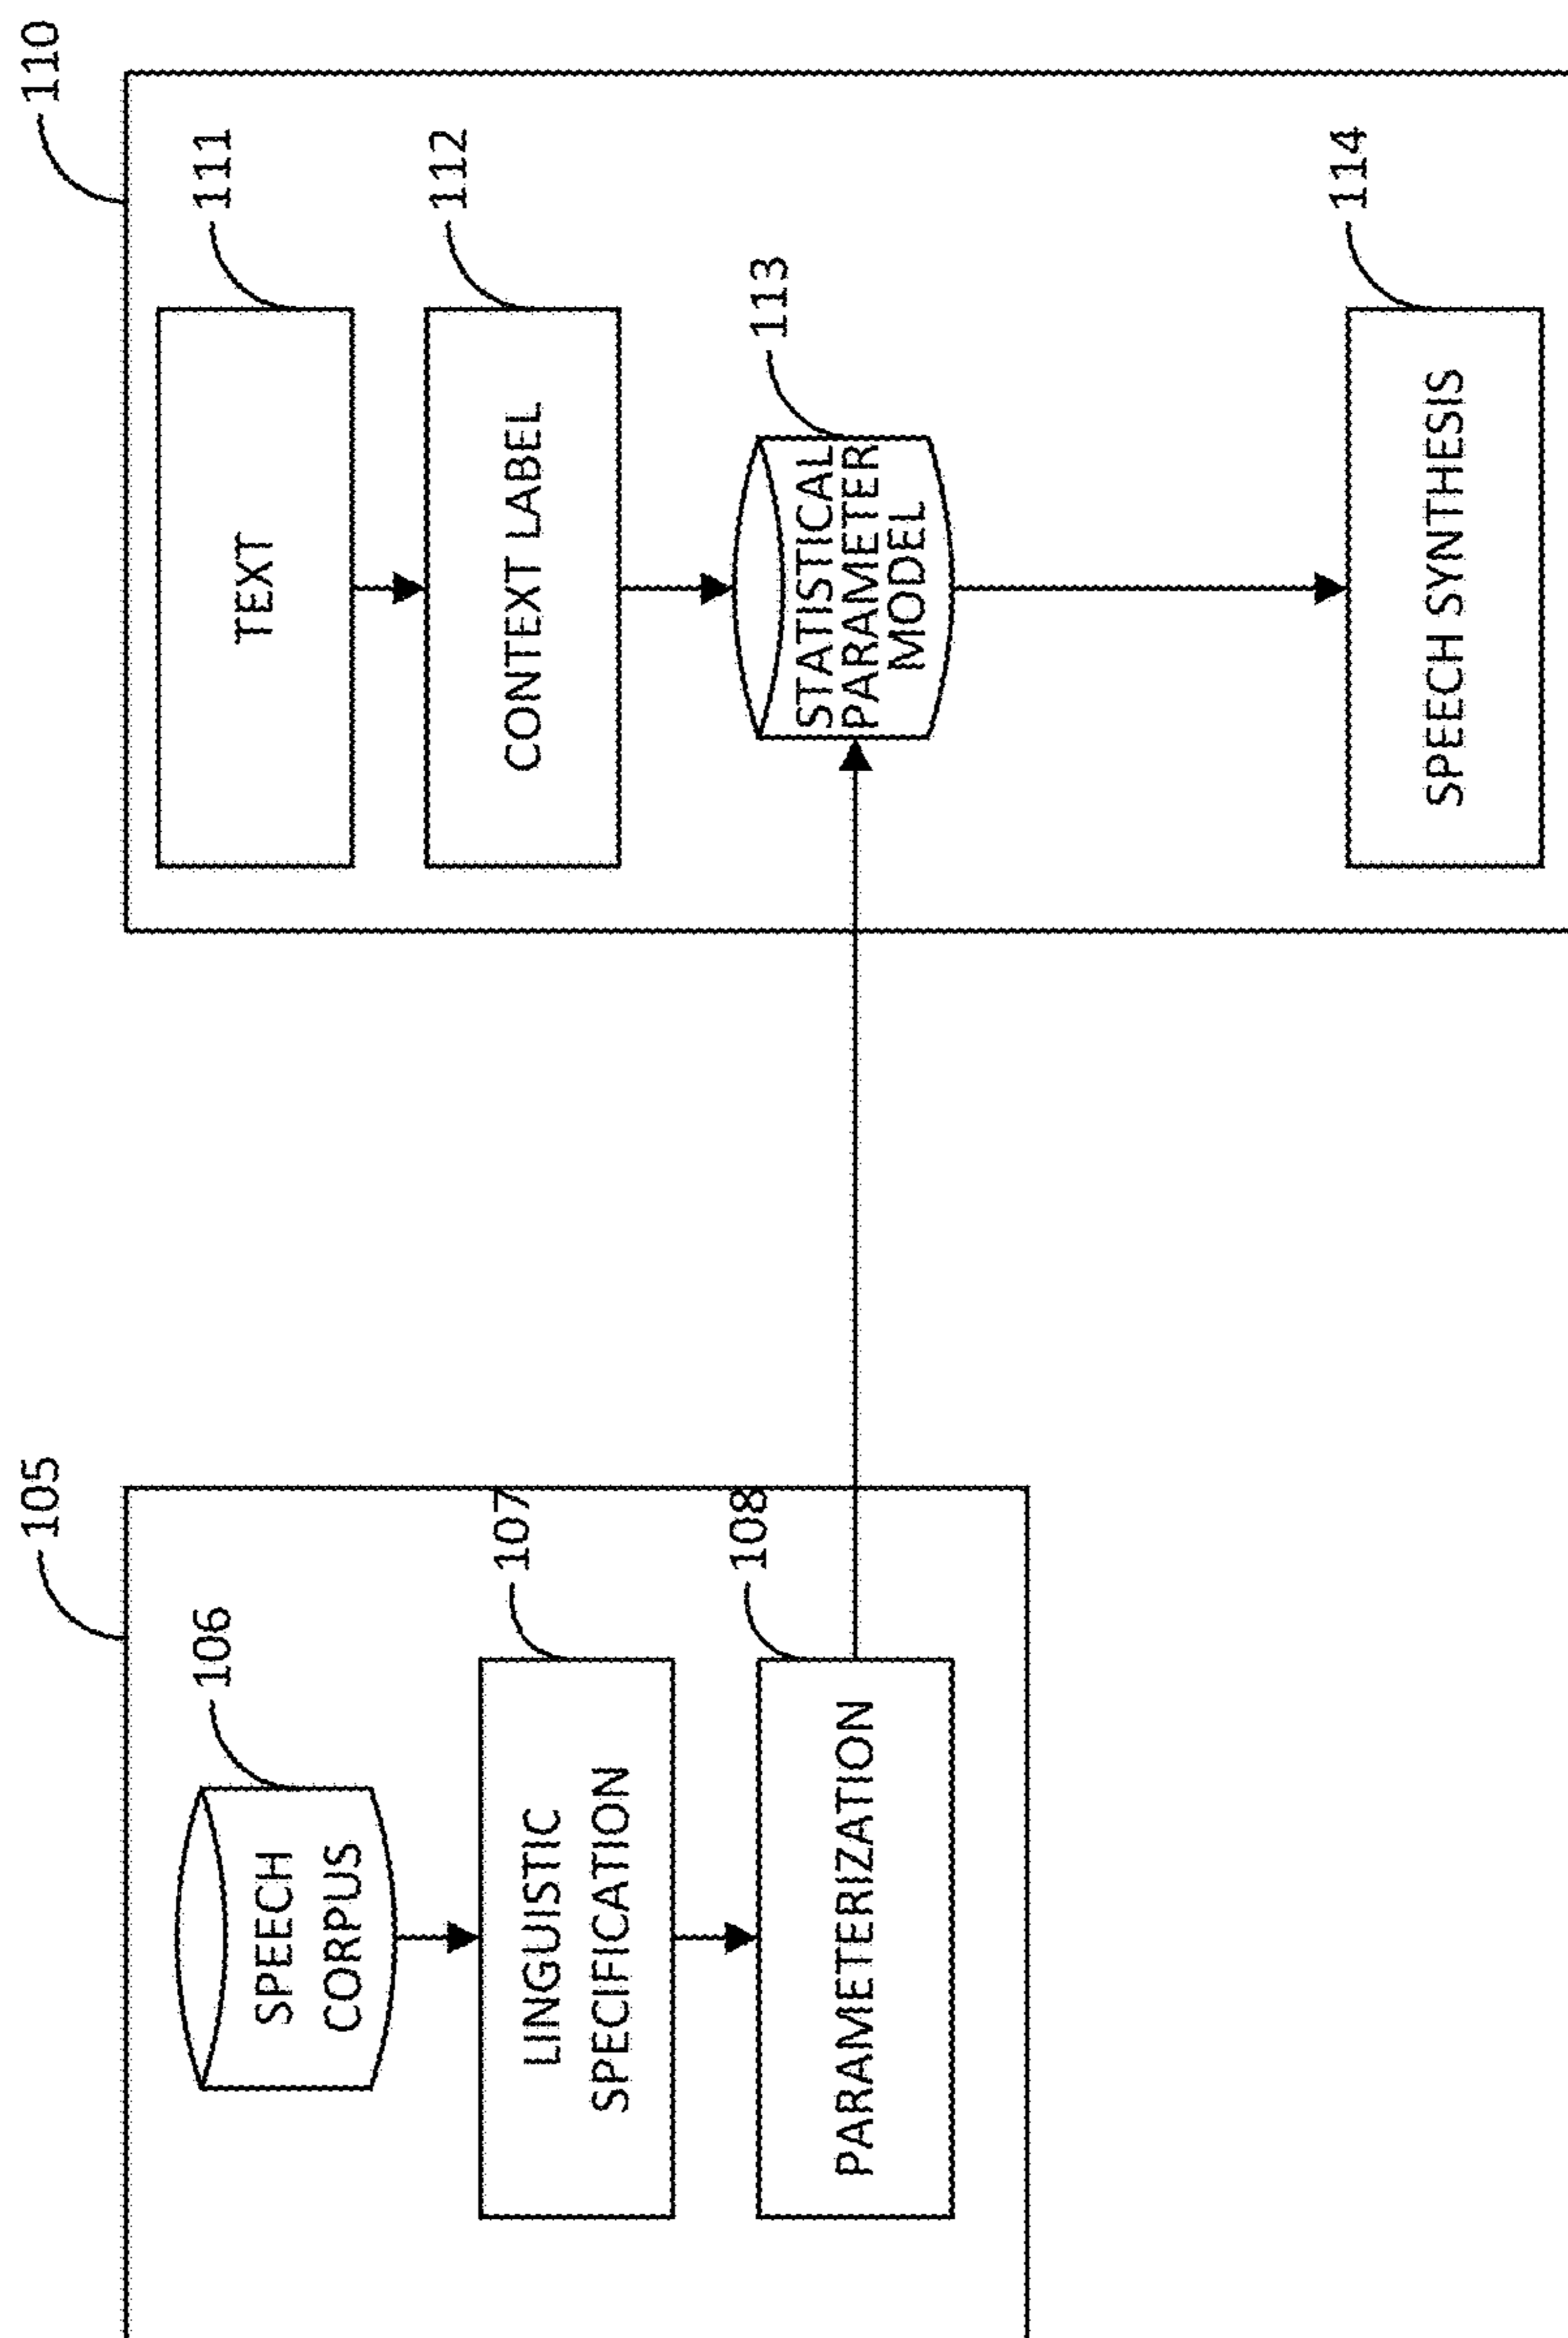 105
106
SPEECH
CORPUS
107
LINGUISTIC
SPECIFICATION
108
PARAMETERIZATION
110
111
TEXT
112
CONTEXT LABEL
113
STATISTICAL
PARAMETER
MODEL
114
SPEECH SYNTHESIS